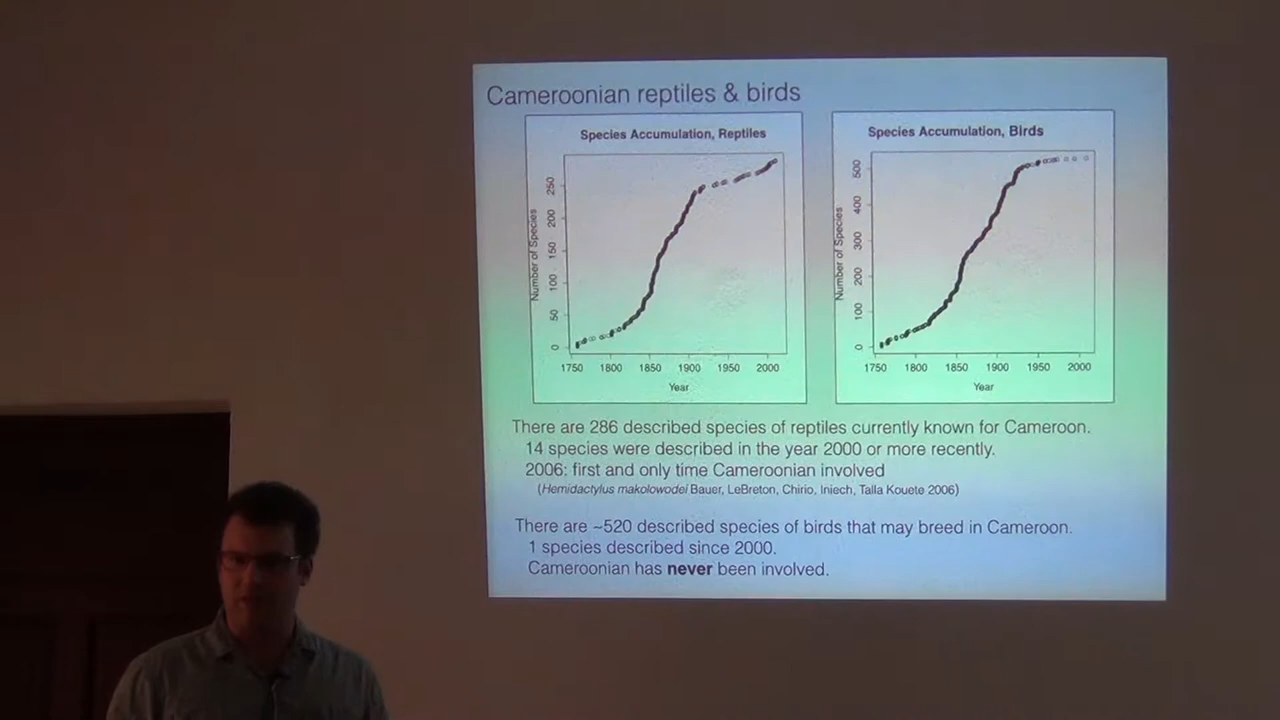 Cameroonian reptiles & birds
Species Accumulation, Reptiles
Number of Species
0
50
100
150
200
250
1750 1800 1850 1900 1950 2000
Year
Species Accumulation, Birds
Number of Species
0
100
200
300
400
500
1750 1800 1850 1900 1950 2000
Year
There are 286 described species of reptiles currently known for Cameroon.
14 species were described in the year 2000 or more recently.
2006: first and only time Cameroonian involved
(Hemidactylus makolowodei Bauer, LeBreton, Chirio, Iniech, Talla Kouete 2006)
There are ~520 described species of birds that may breed in Cameroon.
1 species described since 2000.
Cameroonian has never been involved.